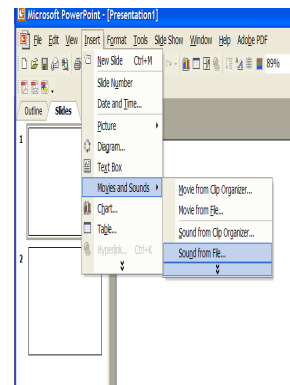 Microsoft PowerPoint - [Presentation1]
File Edit View Insert Format Tools Slide Show Window Help Adobe PDF
New Slide Ctrl+M
89%
Slide Number
Date and Time...
Outline Slides
Picture
1
Diagram...
Text Box
Movies and Sounds
Movie from Clip Organizer...
Chart...
Movie from File...
Table...
Sound from Clip Organizer...
Hyperlink... Ctrl+K
Sound from File...
2